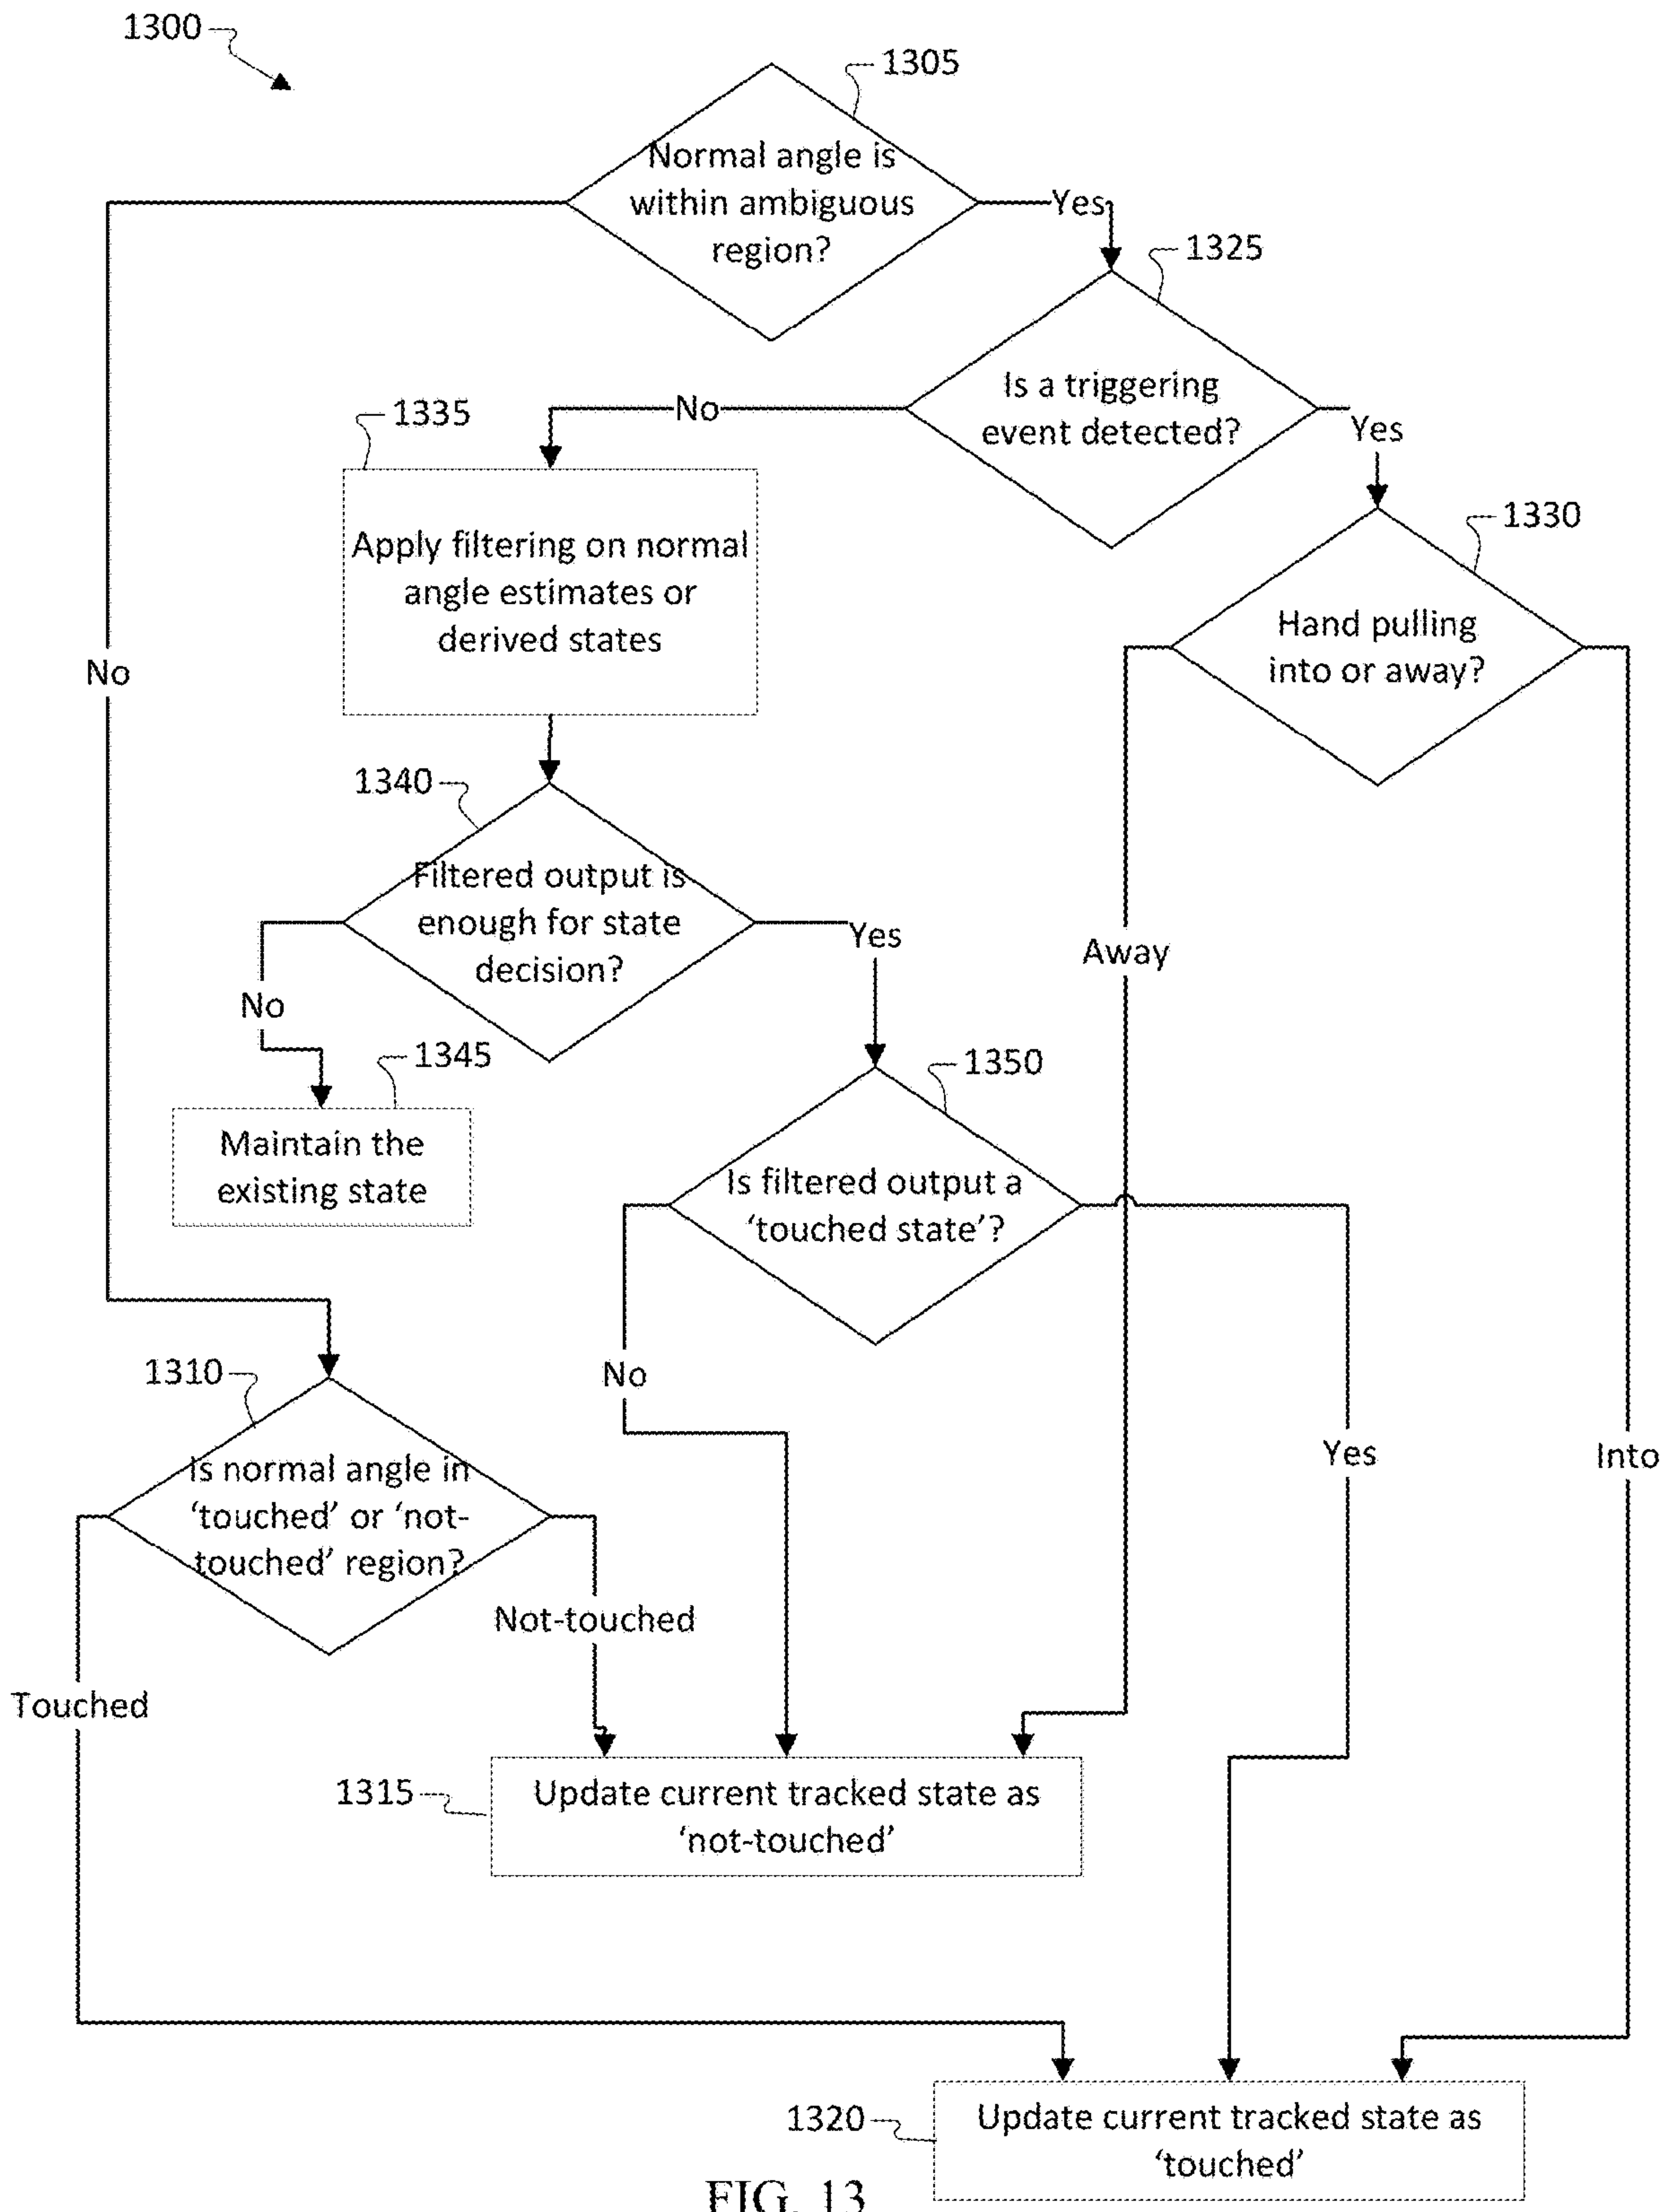 1300
1305
Normal angle is
within ambiguous
region?
Yes
1325
Is a triggering
event detected?
No
Yes
1335
Apply filtering on normal
angle estimates or
derived states
1330
Hand pulling
into or away?
No
1340
Filtered output is
enough for state
decision?
Yes
Away
No
1345
Maintain the
existing state
1350
Is filtered output a
‘touched state’?
No
Yes
Into
1310
Is normal angle in
‘touched’ or ‘not-
touched’ region?
Not-touched
Touched
1315
Update current tracked state as
‘not-touched’
1320
Update current tracked state as
‘touched’
FIG. 13